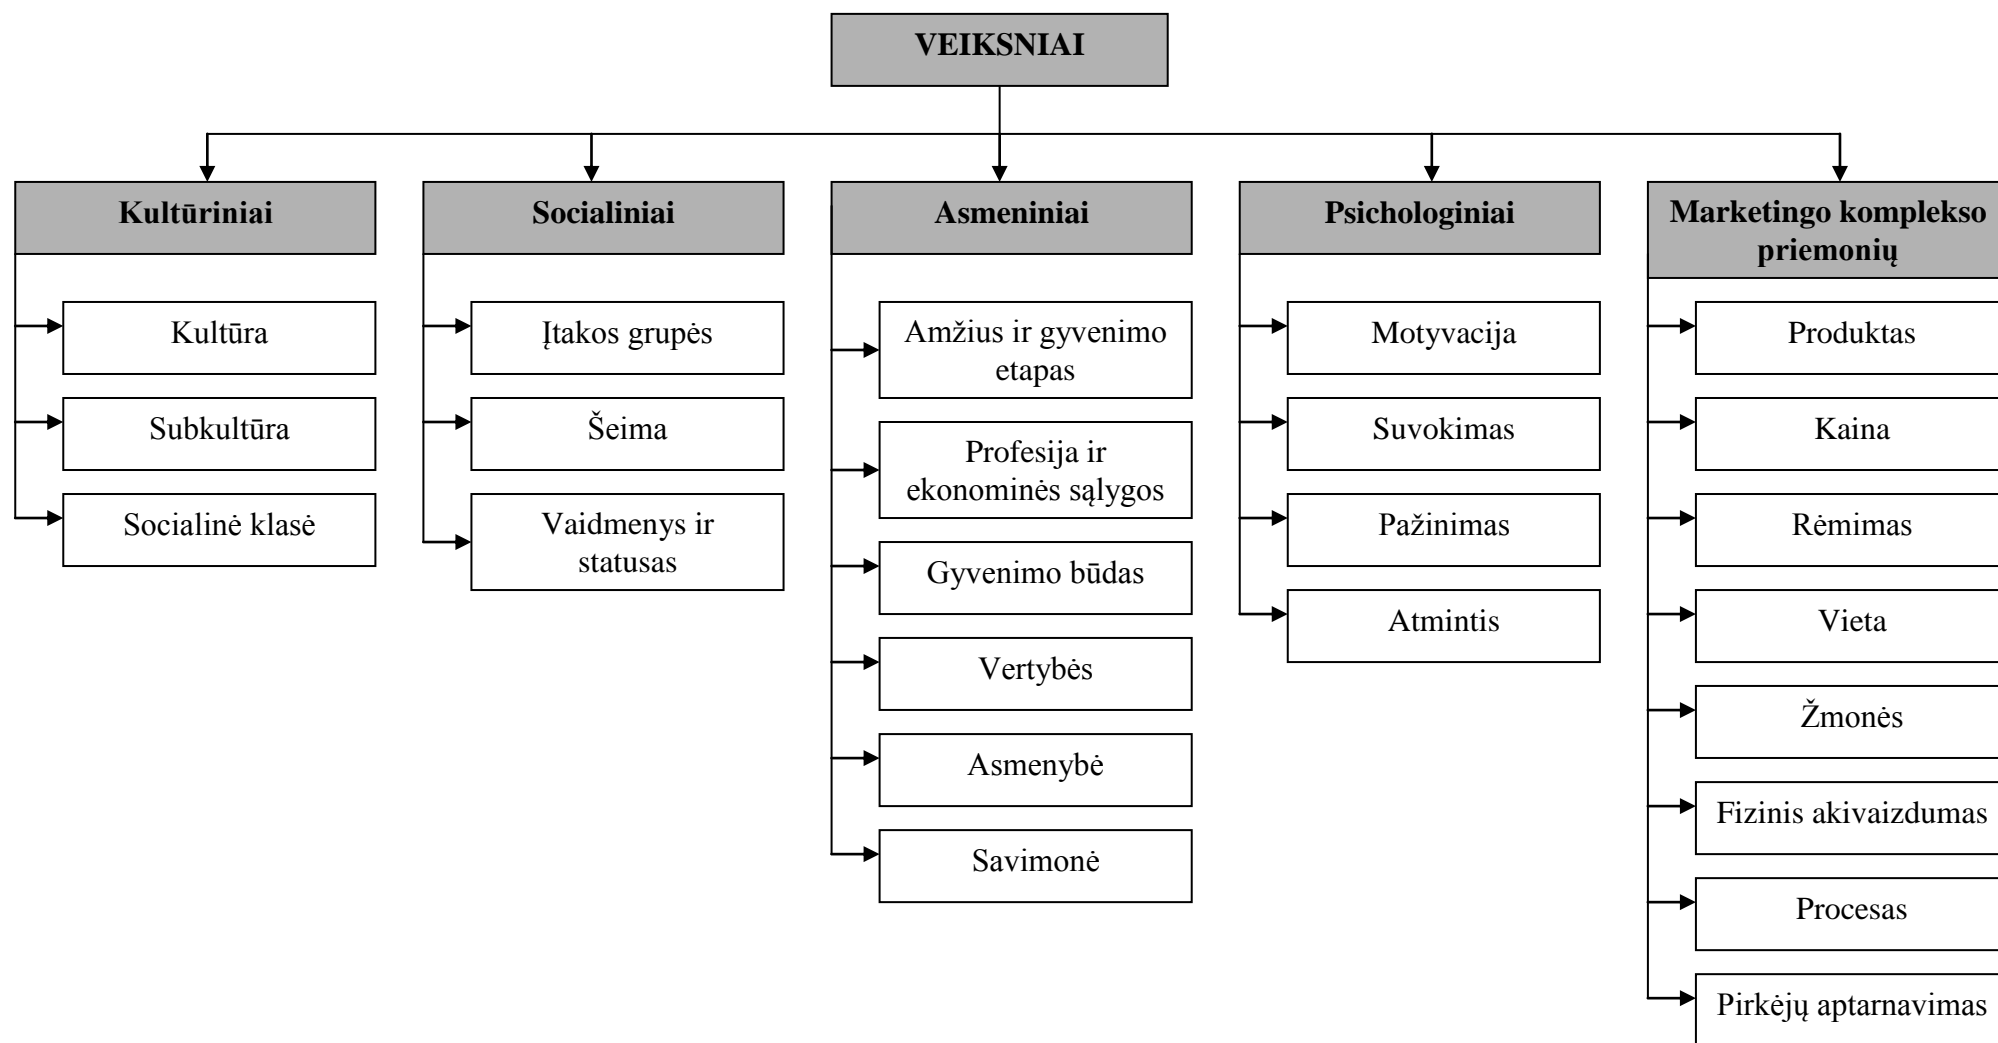 VEIKSNIAI
Kultūriniai
Kultūra
Subkultūra
Socialinė klasė
Socialiniai
Įtakos grupės
Šeima
Vaidmenys ir
statusas
Asmeniniai
Amžius ir gyvenimo
etapas
Profesija ir
ekonominės sąlygos
Gyvenimo būdas
Vertybės
Asmenybė
Savimonė
Psichologiniai
Motyvacija
Suvokimas
Pažinimas
Atmintis
Marketingo komplekso
priemonių
Produktas
Kaina
Rėmimas
Vieta
Žmonės
Fizinis akivaizdumas
Procesas
Pirkėjų aptarnavimas